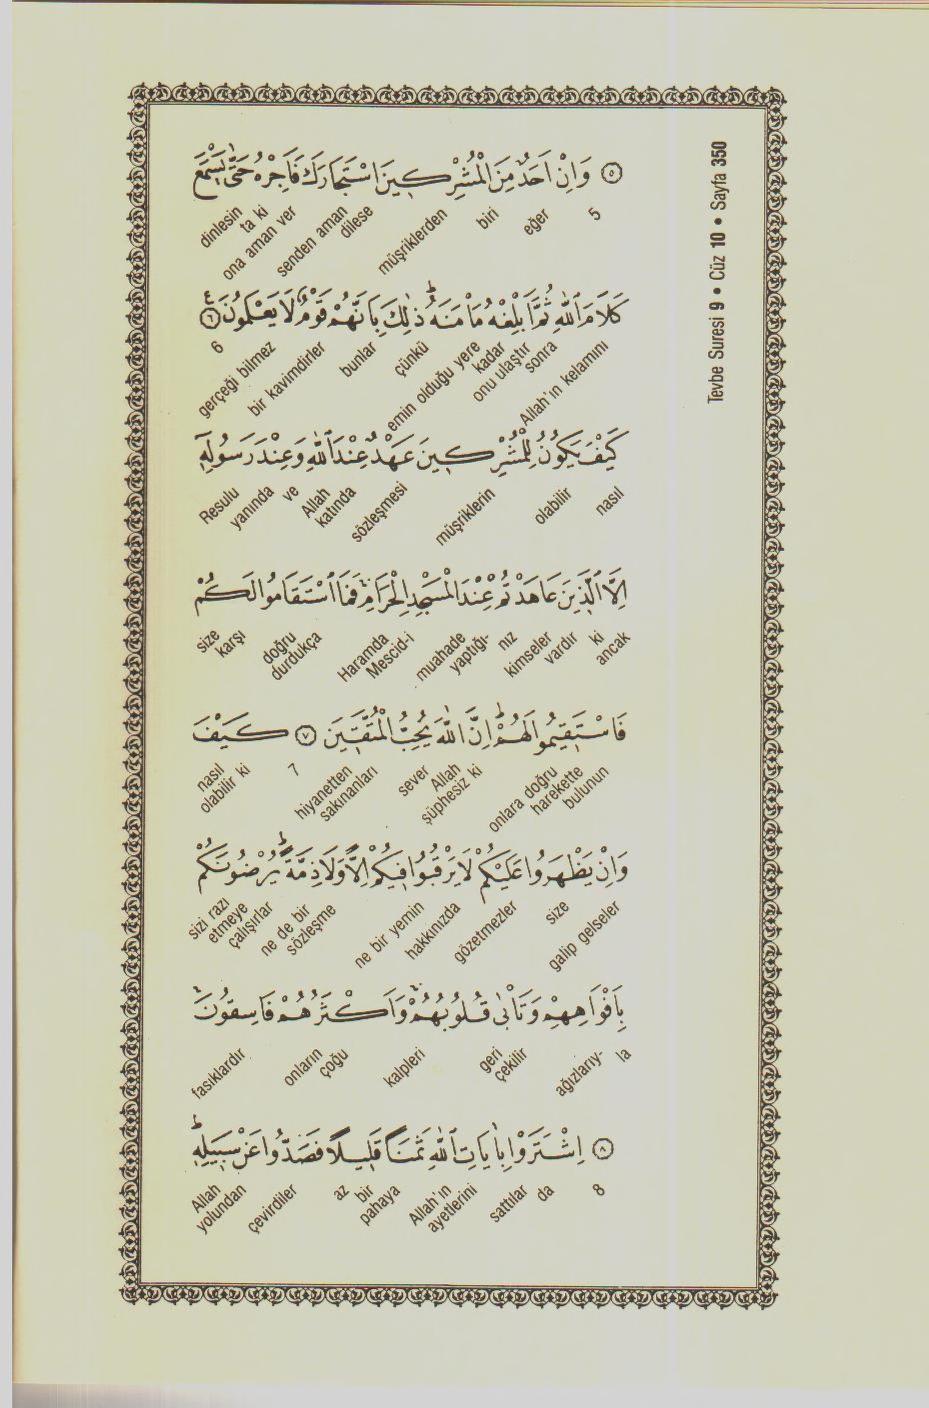 Tevbe Suresi 9 • Cüz 10 • Sayfa 350
۝٥ وَاِنْ اَحَدٌ مِنَ الْمُشْرِكٖينَ اسْتَجَارَكَ فَاَجِرْهُ حَتّٰى يَسْمَعَ
5 eğer biri müşriklerden senden aman dilese ona aman ver ta ki dinlesin
كَلَامَ اللّٰهِ ثُمَّ اَبْلِغْهُ مَاْمَنَهُ ذٰلِكَ بِاَنَّهُمْ قَوْمٌ لَا يَعْلَمُونَ ۝٦
Allah'ın kelamını sonra onu ulaştır kadar emin olduğu yere çünkü bunlar bir kavimdirler gerçeği bilmez 6
كَيْفَ يَكُونُ لِلْمُشْرِكٖينَ عَهْدٌ عِنْدَ اللّٰهِ وَعِنْدَ رَسُولِهٖ
nasıl olabilir müşriklerin sözleşmesi Allah katında ve yanında Resulu
اِلَّا الَّذٖينَ عَاهَدْتُمْ عِنْدَ الْمَسْجِدِ الْحَرَامِ فَمَا اسْتَقَامُوا لَكُمْ
ancak ki vardır kimseler muahade yaptığı- nız Mescid-i Haramda doğru durdukça size karşı
فَاسْتَقٖيمُوا لَهُمْ اِنَّ اللّٰهَ يُحِبُّ الْمُتَّقٖينَ ۝٧ كَيْفَ
onlara doğru harekette bulunun şüphesiz ki Allah sever hiyanetten sakınanları 7 nasıl olabilir ki
وَاِنْ يَظْهَرُوا عَلَيْكُمْ لَا يَرْقُبُوا فٖيكُمْ اِلًّا وَلَا ذِمَّةً يُرْضُونَكُمْ
galip gelseler size gözetmezler hakkınızda ne bir yemin ne de bir sözleşme sizi razı etmeye çalışırlar
بِاَفْوَاهِهِمْ وَتَاْبٰى قُلُوبُهُمْ وَاَكْثَرُهُمْ فَاسِقُونَ
ağızlarıy- la geri çekilir kalpleri onların çoğu fasıklardır
۝٨ اِشْتَرَوْا بِاٰيَاتِ اللّٰهِ ثَمَنًا قَلٖيلًا فَصَدُّوا عَنْ سَبٖيلِهٖ
8 da sattılar Allah'ın ayetlerini bir pahaya az çevirdiler Allah yolundan